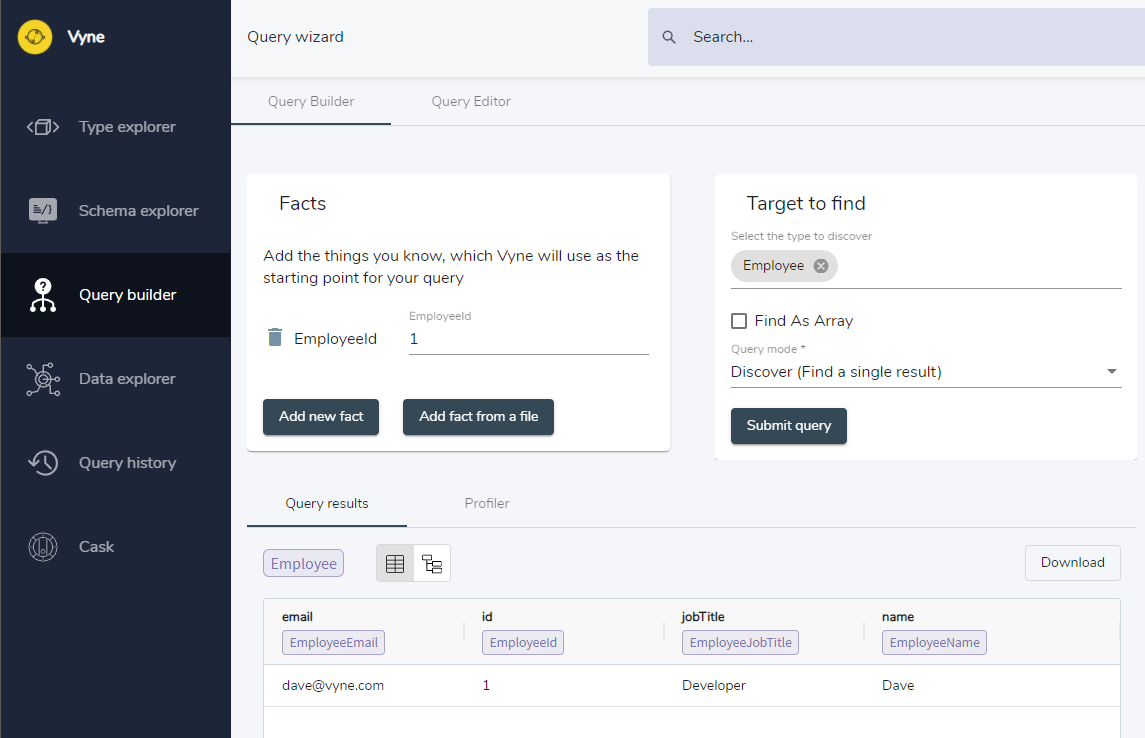 Vyne
Query wizard
Search...
Type explorer
Schema explorer
Query builder
Data explorer
Query history
Cask
Query Builder
Query Editor
Facts
Add the things you know, which Vyne will use as the
starting point for your query
EmployeeId
EmployeeId
1
Add new fact
Add fact from a file
Target to find
Select the type to discover
Employee
Find As Array
Query mode *
Discover (Find a single result)
Submit query
Query results
Profiler
Employee
Download
email
id
jobTitle
name
EmployeeEmail
EmployeeId
EmployeeJobTitle
EmployeeName
dave@vyne.com
1
Developer
Dave